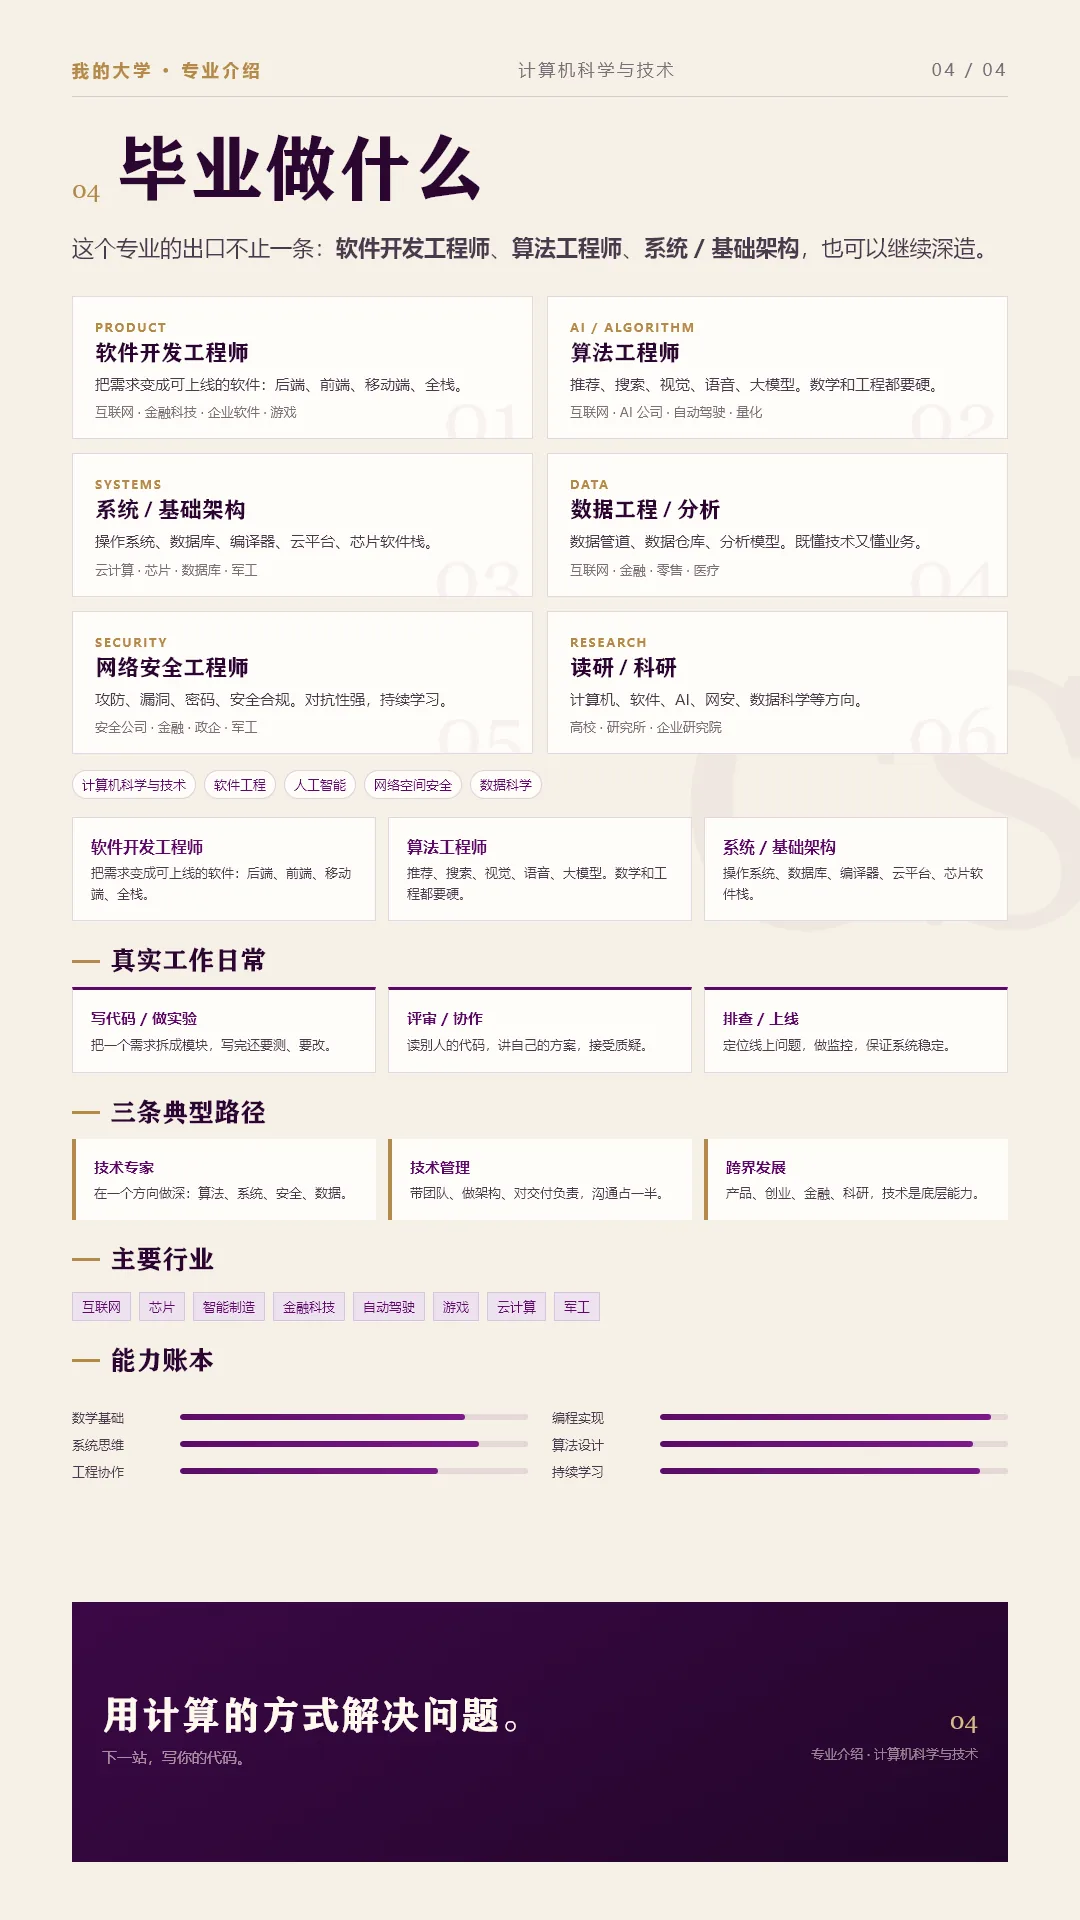 我的大学 · 专业介绍
计算机科学与技术
04 / 04
04 毕业做什么
这个专业的出口不止一条：软件开发工程师、算法工程师、系统 / 基础架构，也可以继续深造。
PRODUCT
软件开发工程师
把需求变成可上线的软件：后端、前端、移动端、全栈。
互联网 · 金融科技 · 企业软件 · 游戏
01
AI / ALGORITHM
算法工程师
推荐、搜索、视觉、语音、大模型。数学和工程都要硬。
互联网 · AI 公司 · 自动驾驶 · 量化
02
SYSTEMS
系统 / 基础架构
操作系统、数据库、编译器、云平台、芯片软件栈。
云计算 · 芯片 · 数据库 · 军工
03
DATA
数据工程 / 分析
数据管道、数据仓库、分析模型。既懂技术又懂业务。
互联网 · 金融 · 零售 · 医疗
04
SECURITY
网络安全工程师
攻防、漏洞、密码、安全合规。对抗性强，持续学习。
安全公司 · 金融 · 政企 · 军工
05
RESEARCH
读研 / 科研
计算机、软件、AI、网安、数据科学等方向。
高校 · 研究所 · 企业研究院
06
CS
计算机科学与技术
软件工程
人工智能
网络空间安全
数据科学
软件开发工程师
把需求变成可上线的软件：后端、前端、移动
端、全栈。
算法工程师
推荐、搜索、视觉、语音、大模型。数学和工
程都要硬。
系统 / 基础架构
操作系统、数据库、编译器、云平台、芯片软
件栈。
真实工作日常
写代码 / 做实验
把一个需求拆成模块，写完还要测、要改。
评审 / 协作
读别人的代码，讲自己的方案，接受质疑。
排查 / 上线
定位线上问题，做监控，保证系统稳定。
三条典型路径
技术专家
在一个方向做深：算法、系统、安全、数据。
技术管理
带团队、做架构、对交付负责，沟通占一半。
跨界发展
产品、创业、金融、科研，技术是底层能力。
主要行业
互联网
芯片
智能制造
金融科技
自动驾驶
游戏
云计算
军工
能力账本
数学基础
编程实现
系统思维
算法设计
工程协作
持续学习
用计算的方式解决问题。
下一站，写你的代码。
04
专业介绍 · 计算机科学与技术